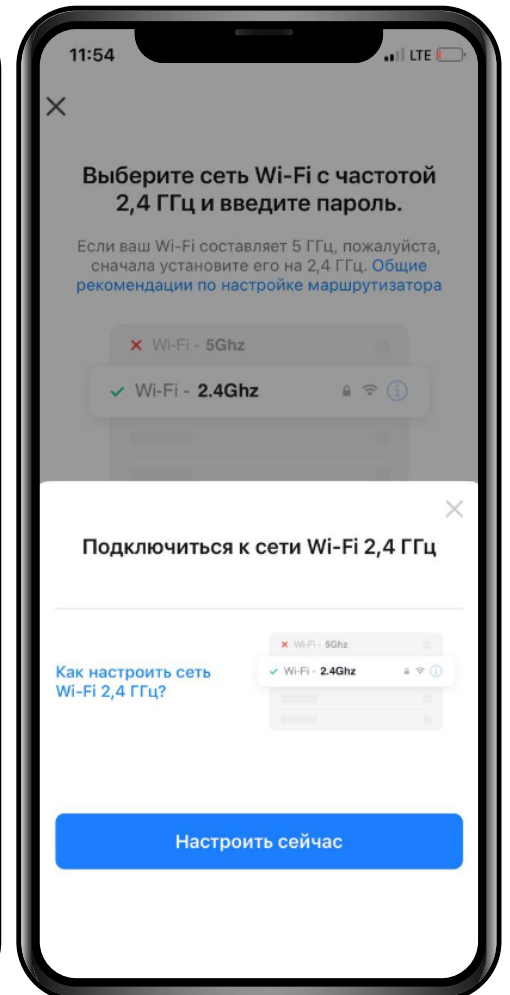 11:54
LTE
Выберите сеть Wi-Fi с частотой
2,4 ГГц и введите пароль.
Если ваш Wi-Fi составляет 5 ГГц, пожалуйста,
сначала установите его на 2,4 ГГц. Общие
рекомендации по настройке маршрутизатора
Wi-Fi - 5Ghz
Wi-Fi - 2.4Ghz
Подключиться к сети Wi-Fi 2,4 ГГц
Wi-Fi - 5Ghz
Wi-Fi - 2.4Ghz
Как настроить сеть
Wi-Fi 2,4 ГГц?
Настроить сейчас